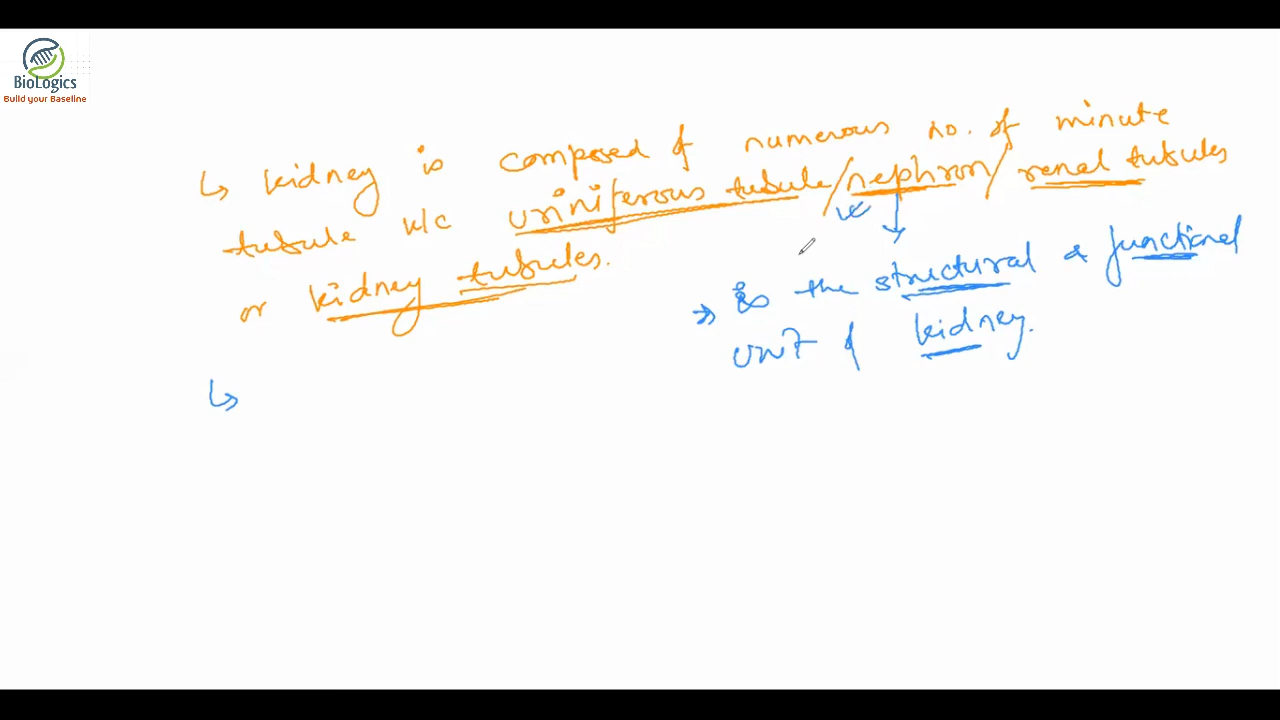 BioLogics
Build your Baseline
↳ kidney is composed of numerous no. of minute
tubule k/c uriniferous tubule/nephron/renal tubules
or kidney tubules.
→ is the structural & functional
unit of kidney.
↳